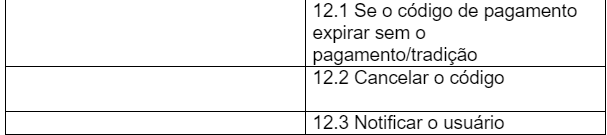 12.1 Se o código de pagamento
expirar sem o
pagamento/tradição
12.2 Cancelar o código
12.3 Notificar o usuário